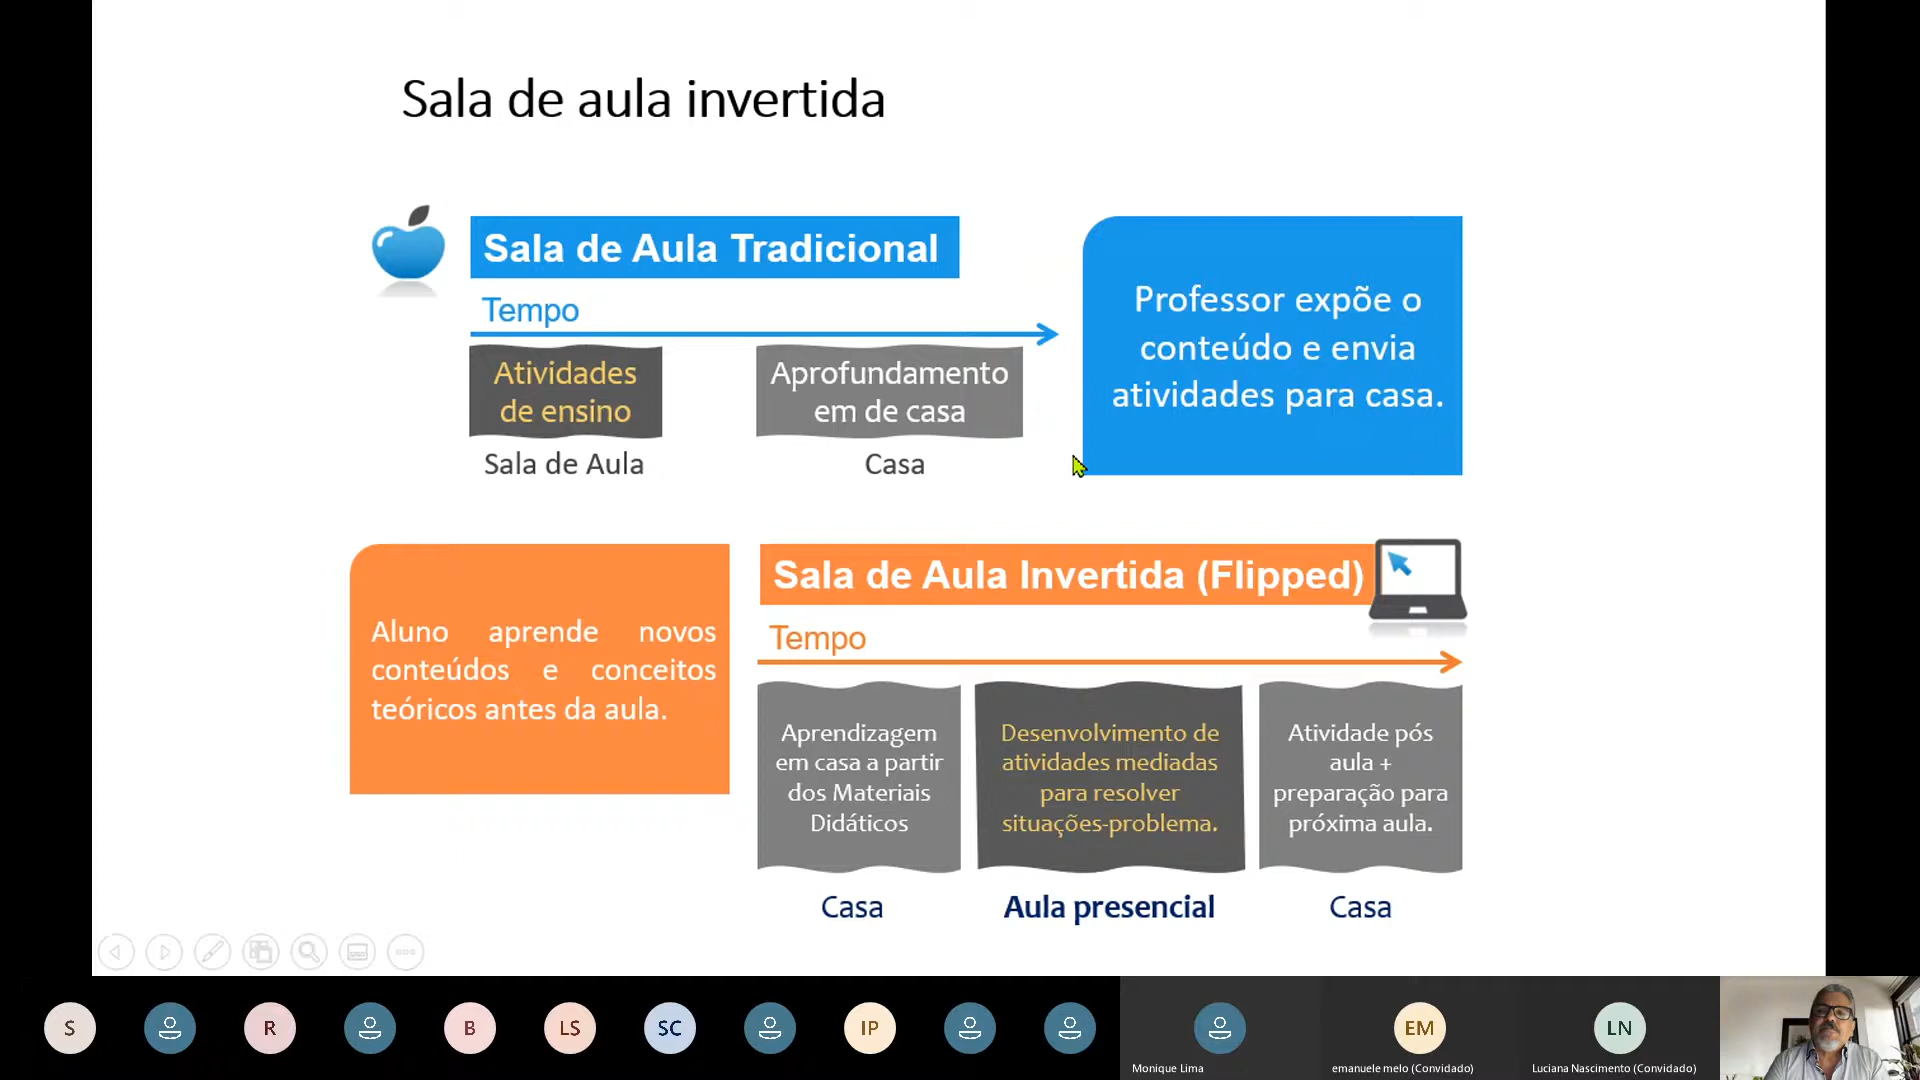 Sala de aula invertida
Sala de Aula Tradicional
Tempo
Atividades
de ensino
Sala de Aula
Aprofundamento
em de casa
Casa
Professor expõe o
conteúdo e envia
atividades para casa.
Aluno aprende novos
conteúdos e conceitos
teóricos antes da aula.
Sala de Aula Invertida (Flipped)
Tempo
Aprendizagem
em casa a partir
dos Materiais
Didáticos
Casa
Desenvolvimento de
atividades mediadas
para resolver
situações-problema.
Aula presencial
Atividade pós
aula +
preparação para
próxima aula.
Casa
S
R
B
LS
SC
IP
Monique Lima
EM
emanuele melo (Convidado)
LN
Luciana Nascimento (Convidado)